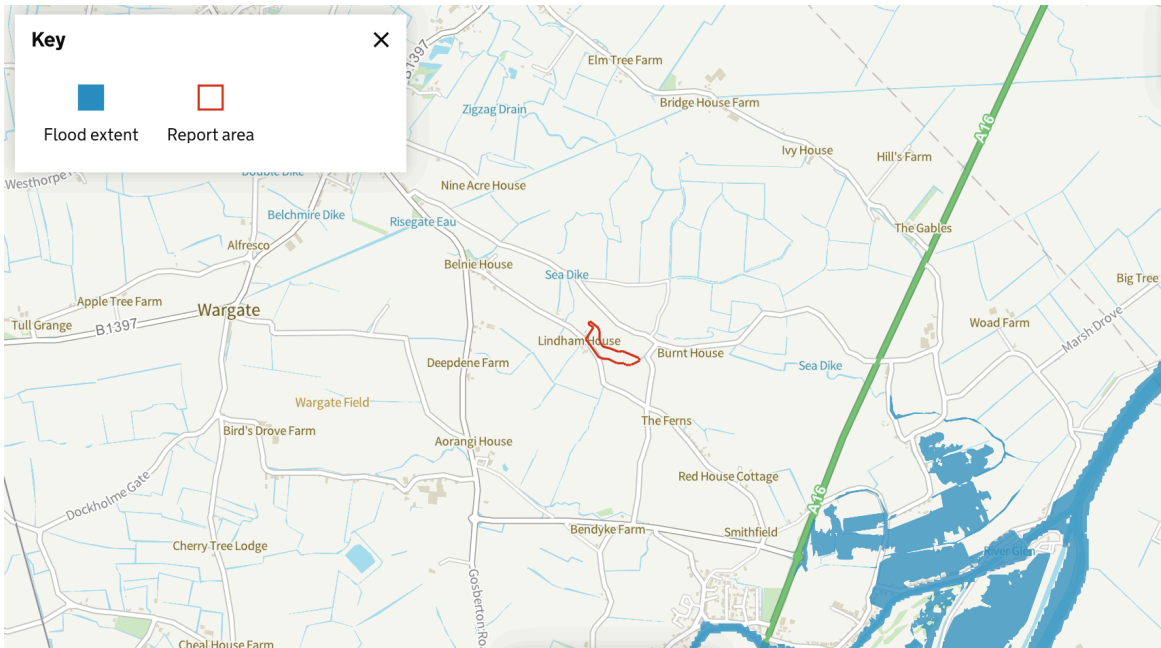 Key
Flood extent
Report area
B1397
Elm Tree Farm
Bridge House Farm
Zigzag Drain
A16
Ivy House
Hill's Farm
Westhorpe
Double Dike
Nine Acre House
Belchmire Dike
Risegate Eau
The Gables
Alfresco
Belnie House
Sea Dike
Big Tree
Apple Tree Farm
Wargate
Tull Grange
B1397
Woad Farm
Marsh Drove
Lindham House
Burnt House
Deepdene Farm
Sea Dike
Wargate Field
Bird's Drove Farm
The Ferns
Aorangi House
Red House Cottage
Dockholme Gate
A16
Bendyke Farm
Smithfield
Cherry Tree Lodge
River Glen
Gosberton Ro
Cheal House Farm